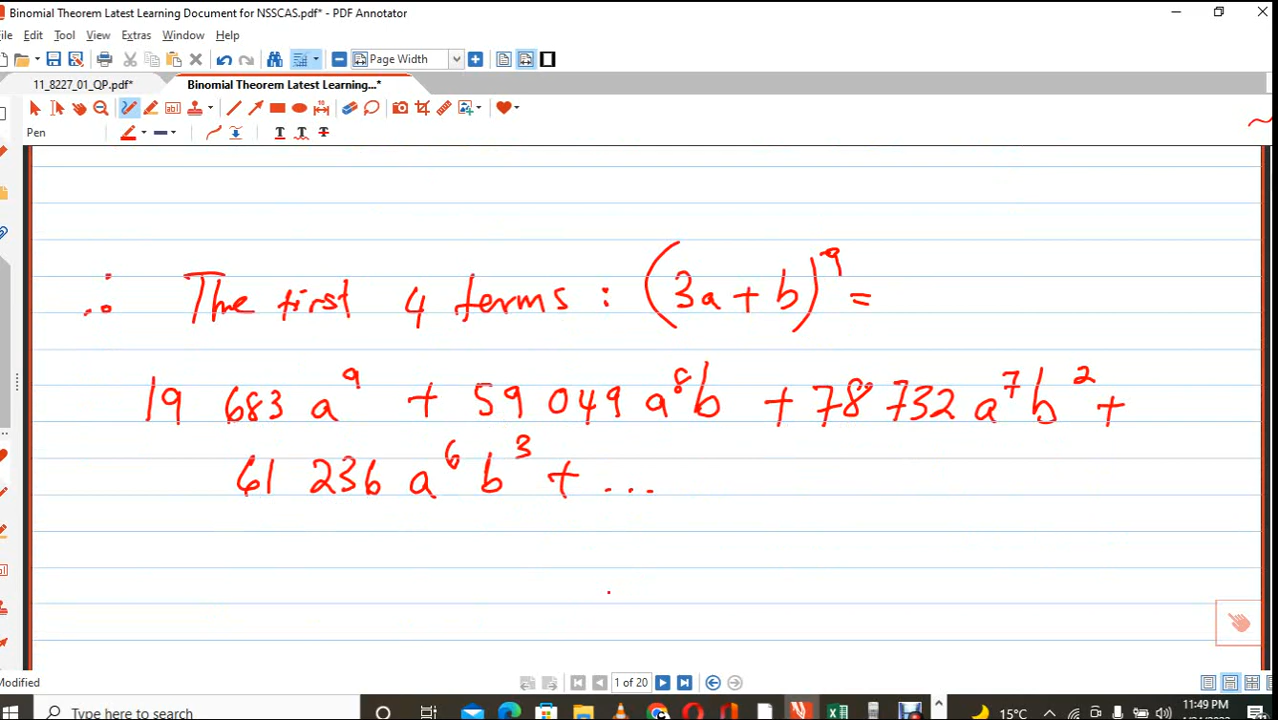 Binomial Theorem Latest Learning Document for NSSCAS.pdf* - PDF Annotator
Edit Tool View Extras Window Help
Page Width
11_8227_01_QP.pdf* Binomial Theorem Latest Learning...*
Pen
∴ The first 4 terms : (3a + b)⁹ =
19 683 a⁹ + 59 049 a⁸b + 78 732 a⁷b² +
61 236 a⁶ b³ + ...
1 of 20
Modified
Type here to search
15°C
11:49 PM